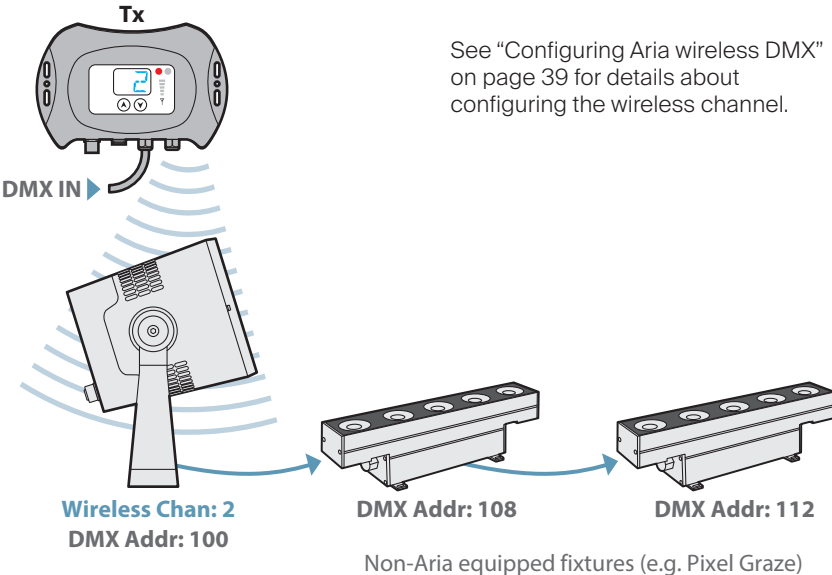 Tx
2
See “Configuring Aria wireless DMX”
on page 39 for details about
configuring the wireless channel.
DMX IN
Wireless Chan: 2
DMX Addr: 100
DMX Addr: 108
DMX Addr: 112
Non-Aria equipped fixtures (e.g. Pixel Graze)